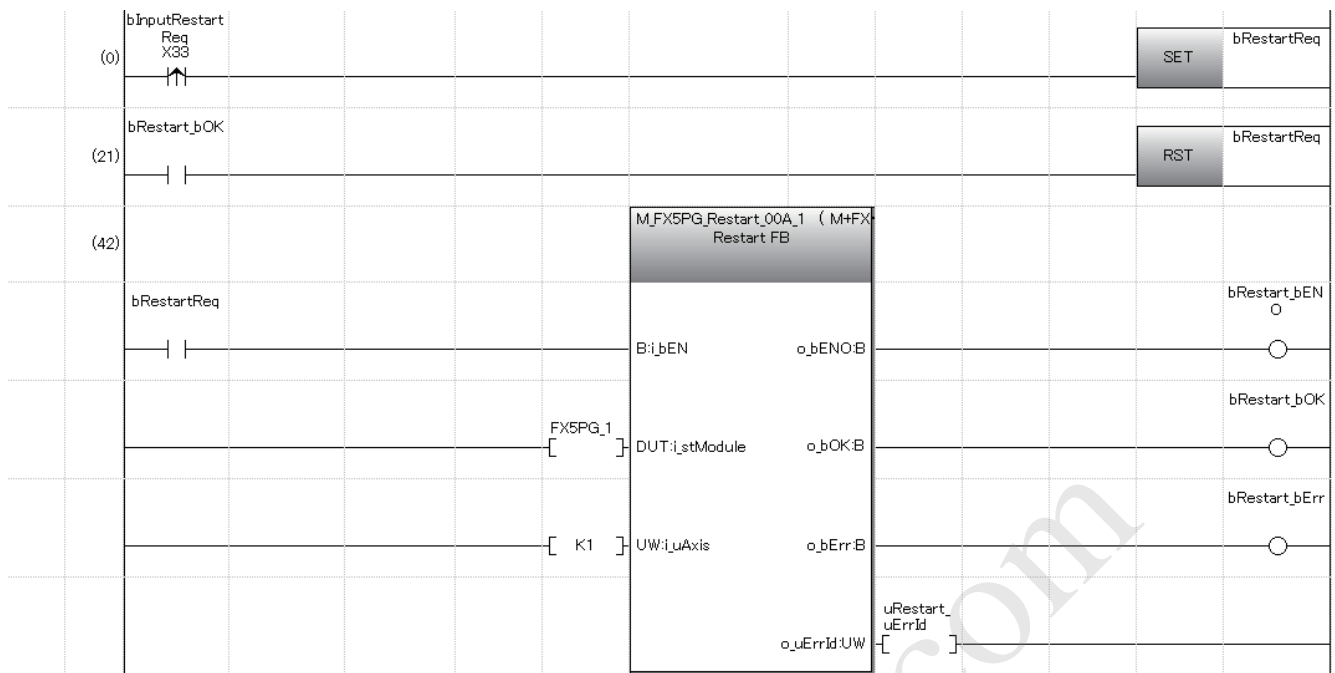 bInputRestart
Req
X33
(0)
SET
bRestartReq
bRestart_bOK
(21)
RST
bRestartReq
(42)
M_FX5PG_Restart_00A_1 ( M+FX
Restart FB
bRestartReq
bRestart_bEN
O
B:i_bEN
o_bENO:B
bRestart_bOK
FX5PG_1
DUT:i_stModule
o_bOK:B
bRestart_bErr
K1
UW:i_uAxis
o_bErr:B
uRestart_
uErrId
o_uErrId:UW
com